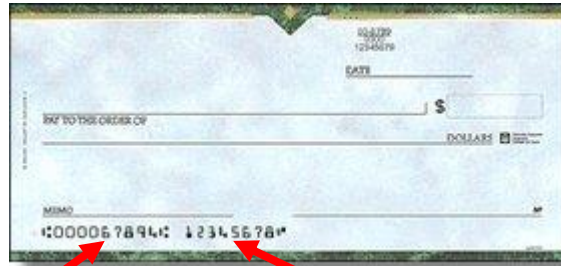 12345678
DATE
$
PAY TO THE ORDER OF
DOLLARS
MEMO
⑆000067894⑆ 12345678⑈